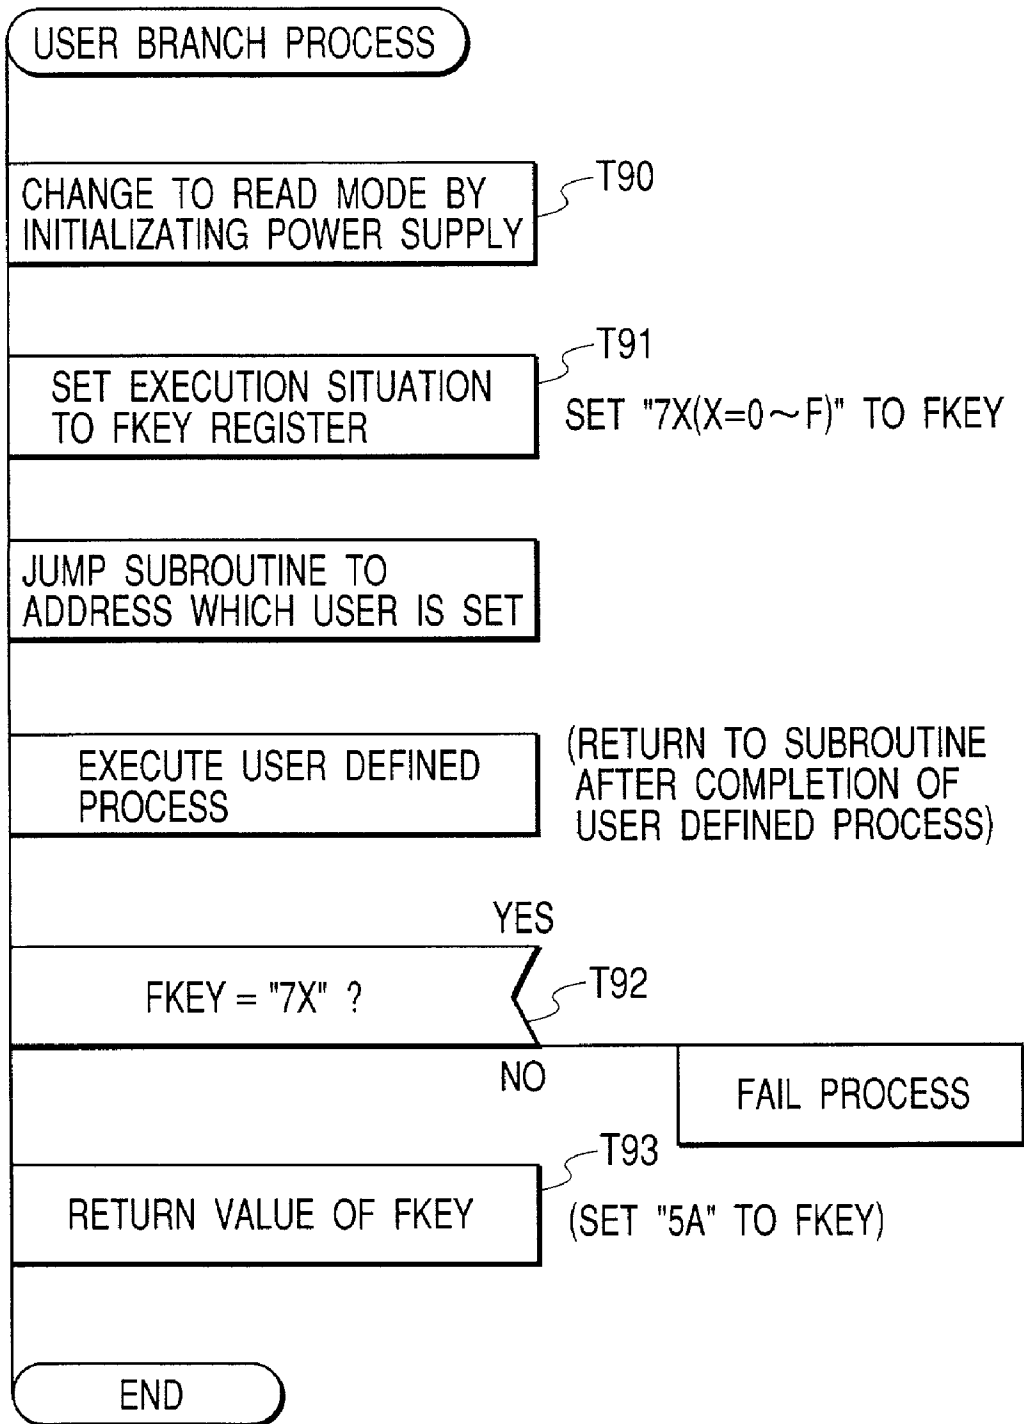 USER BRANCH PROCESS
CHANGE TO READ MODE BY
INITIALIZATING POWER SUPPLY
T90
SET EXECUTION SITUATION
TO FKEY REGISTER
T91
SET "7X(X=0～F)" TO FKEY
JUMP SUBROUTINE TO
ADDRESS WHICH USER IS SET
EXECUTE USER DEFINED
PROCESS
(RETURN TO SUBROUTINE
AFTER COMPLETION OF
USER DEFINED PROCESS)
YES
FKEY = "7X" ?
T92
NO
FAIL PROCESS
T93
RETURN VALUE OF FKEY
(SET "5A" TO FKEY)
END